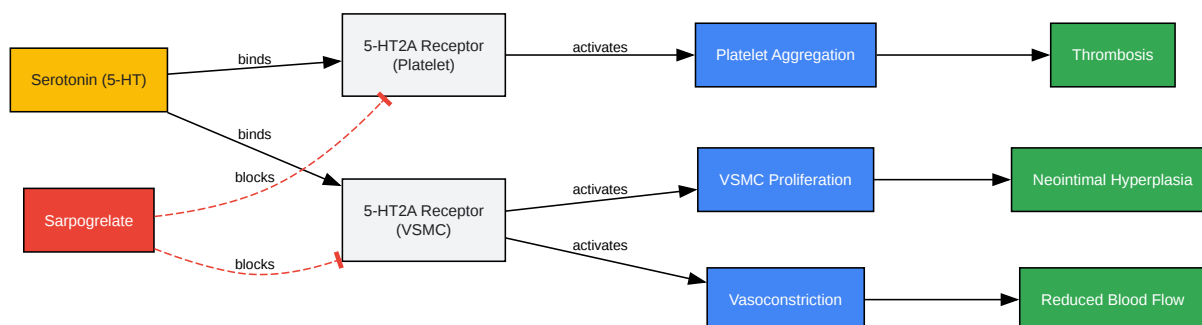 Serotonin (5-HT)
binds
5-HT2A Receptor
(Platelet)
activates
Platelet Aggregation
Thrombosis
binds
blocks
Sarpogrelate
blocks
5-HT2A Receptor
(VSMC)
activates
VSMC Proliferation
Neointimal Hyperplasia
activates
Vasoconstriction
Reduced Blood Flow